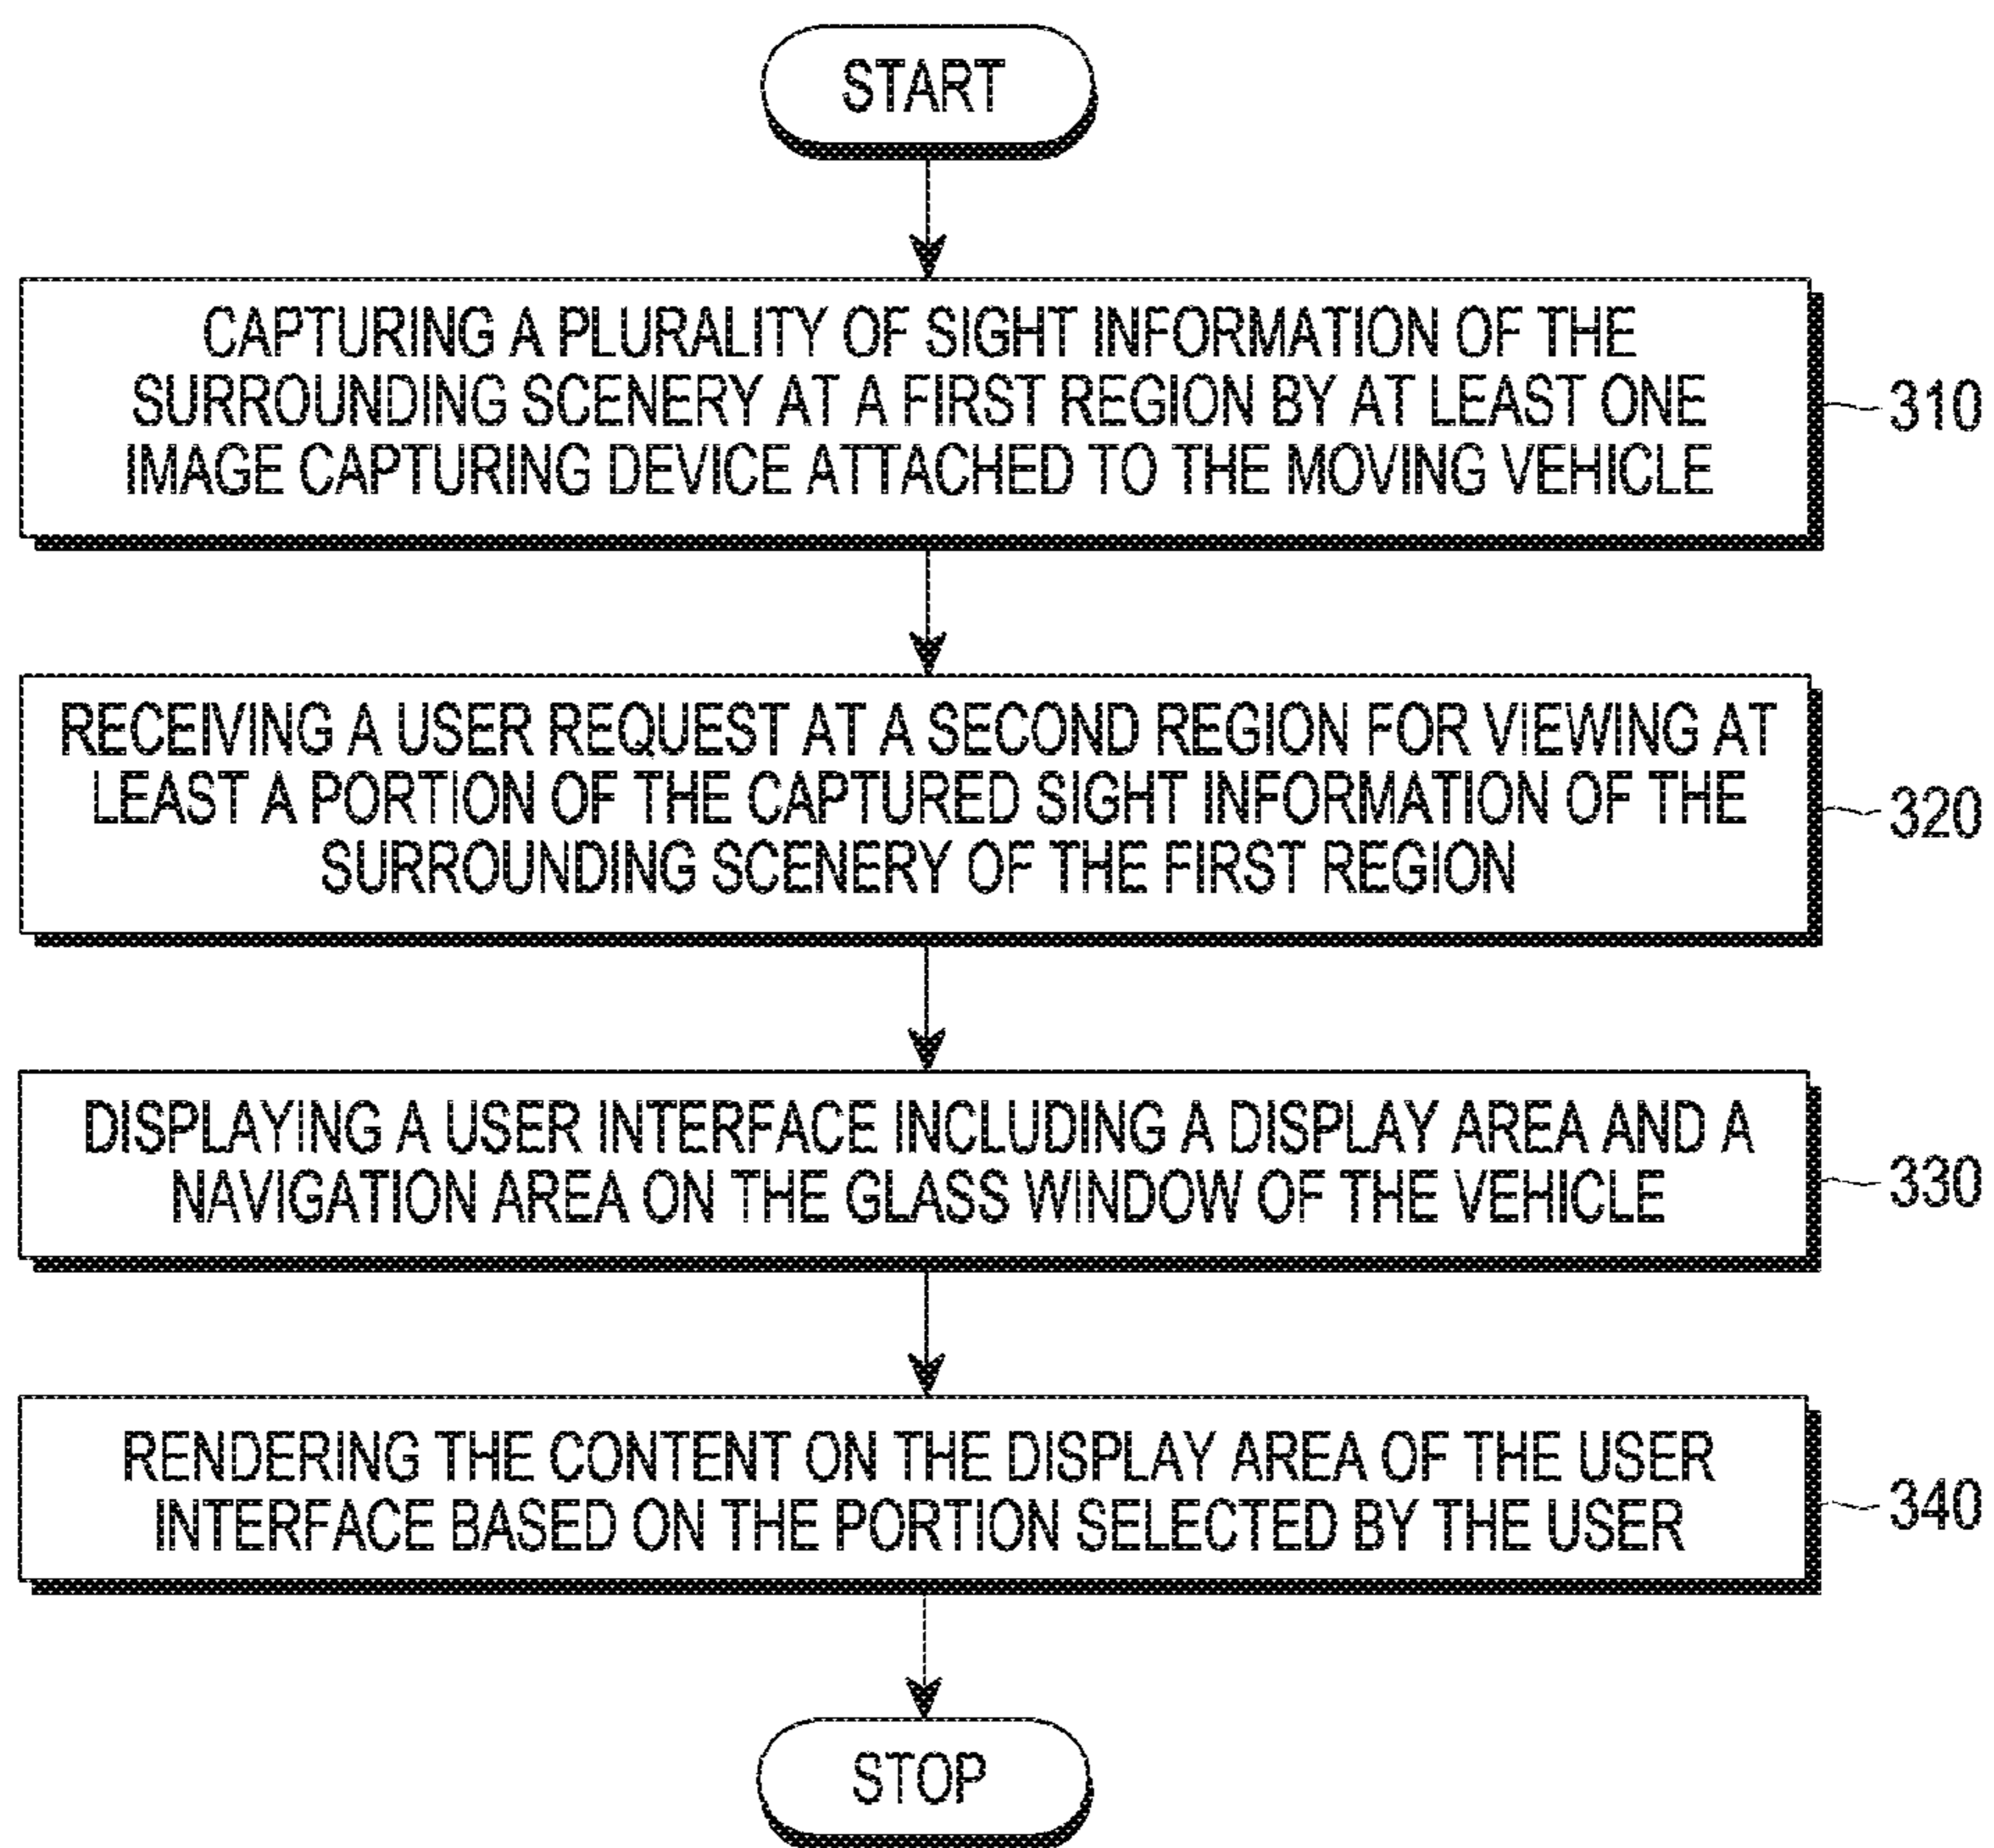 START
CAPTURING A PLURALITY OF SIGHT INFORMATION OF THE
SURROUNDING SCENERY AT A FIRST REGION BY AT LEAST ONE
IMAGE CAPTURING DEVICE ATTACHED TO THE MOVING VEHICLE
310
RECEIVING A USER REQUEST AT A SECOND REGION FOR VIEWING AT
LEAST A PORTION OF THE CAPTURED SIGHT INFORMATION OF THE
SURROUNDING SCENERY OF THE FIRST REGION
320
DISPLAYING A USER INTERFACE INCLUDING A DISPLAY AREA AND A
NAVIGATION AREA ON THE GLASS WINDOW OF THE VEHICLE
330
RENDERING THE CONTENT ON THE DISPLAY AREA OF THE USER
INTERFACE BASED ON THE PORTION SELECTED BY THE USER
340
STOP